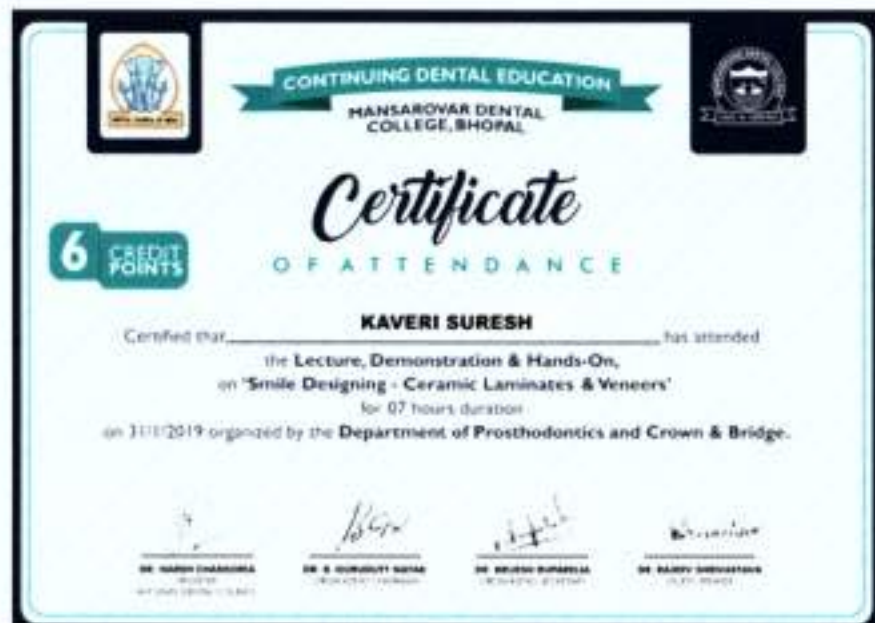 CONTINUING DENTAL EDUCATION
MANSAROVAR DENTAL
COLLEGE, BHOPAL
Certificate
OF ATTENDANCE
6 CREDIT
POINTS
KAVERI SURESH
Certified that has attended
the Lecture, Demonstration & Hands-On,
on 'Smile Designing - Ceramic Laminates & Veneers'
for 07 hours duration
on 31/1/2019 organized by the Department of Prosthodontics and Crown & Bridge.